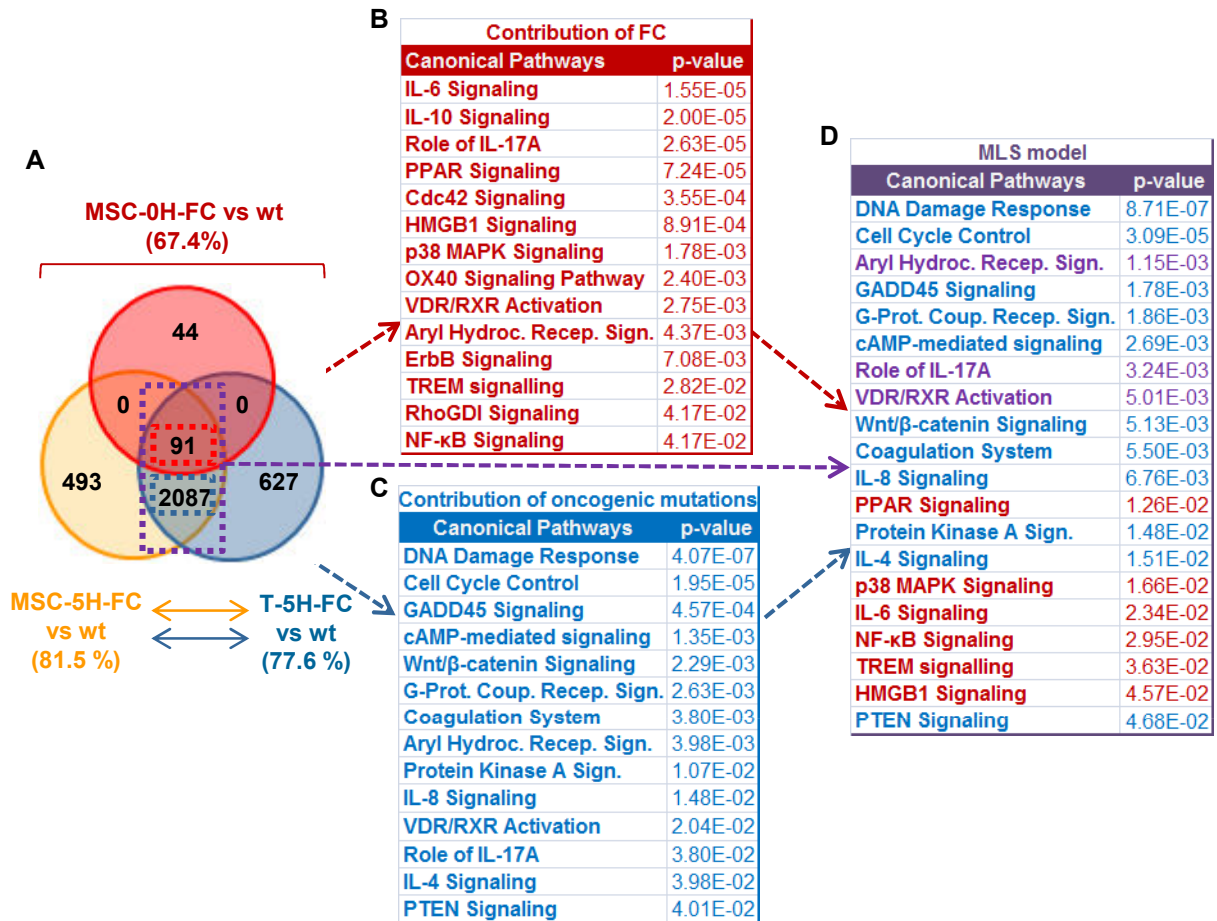 A
MSC-0H-FC vs wt
(67.4%)
44
0
0
91
493
2087
627
MSC-5H-FC
vs wt
(81.5 %)
T-5H-FC
vs wt
(77.6 %)
B
Contribution of FC
Canonical Pathways p-value
IL-6 Signaling 1.55E-05
IL-10 Signaling 2.00E-05
Role of IL-17A 2.63E-05
PPAR Signaling 7.24E-05
Cdc42 Signaling 3.55E-04
HMGB1 Signaling 8.91E-04
p38 MAPK Signaling 1.78E-03
OX40 Signaling Pathway 2.40E-03
VDR/RXR Activation 2.75E-03
Aryl Hydroc. Recep. Sign. 4.37E-03
ErbB Signaling 7.08E-03
TREM signalling 2.82E-02
RhoGDI Signaling 4.17E-02
NF-κB Signaling 4.17E-02
C
Contribution of oncogenic mutations
Canonical Pathways p-value
DNA Damage Response 4.07E-07
Cell Cycle Control 1.95E-05
GADD45 Signaling 4.57E-04
cAMP-mediated signaling 1.35E-03
Wnt/β-catenin Signaling 2.29E-03
G-Prot. Coup. Recep. Sign. 2.63E-03
Coagulation System 3.80E-03
Aryl Hydroc. Recep. Sign. 3.98E-03
Protein Kinase A Sign. 1.07E-02
IL-8 Signaling 1.48E-02
VDR/RXR Activation 2.04E-02
Role of IL-17A 3.80E-02
IL-4 Signaling 3.98E-02
PTEN Signaling 4.01E-02
D
MLS model
Canonical Pathways p-value
DNA Damage Response 8.71E-07
Cell Cycle Control 3.09E-05
Aryl Hydroc. Recep. Sign. 1.15E-03
GADD45 Signaling 1.78E-03
G-Prot. Coup. Recep. Sign. 1.86E-03
cAMP-mediated signaling 2.69E-03
Role of IL-17A 3.24E-03
VDR/RXR Activation 5.01E-03
Wnt/β-catenin Signaling 5.13E-03
Coagulation System 5.50E-03
IL-8 Signaling 6.76E-03
PPAR Signaling 1.26E-02
Protein Kinase A Sign. 1.48E-02
IL-4 Signaling 1.51E-02
p38 MAPK Signaling 1.66E-02
IL-6 Signaling 2.34E-02
NF-κB Signaling 2.95E-02
TREM signalling 3.63E-02
HMGB1 Signaling 4.57E-02
PTEN Signaling 4.68E-02